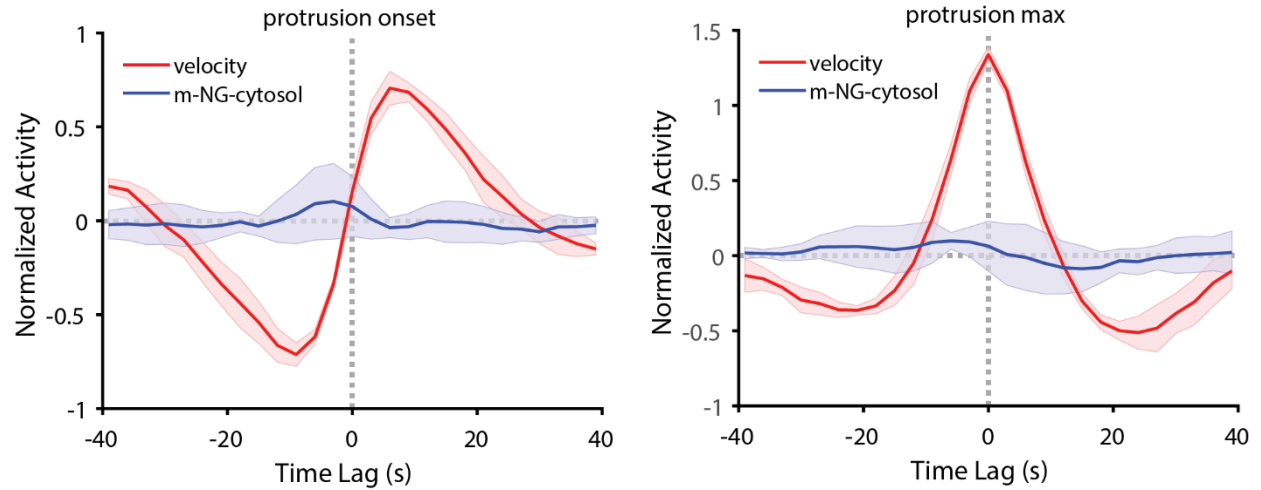 protrusion onset
velocity
m-NG-cytosol
Normalized Activity
1
0.5
0
-0.5
-1
-40
-20
0
20
40
Time Lag (s)
protrusion max
velocity
m-NG-cytosol
Normalized Activity
1.5
1
0.5
0
-0.5
-1
-40
-20
0
20
40
Time Lag (s)